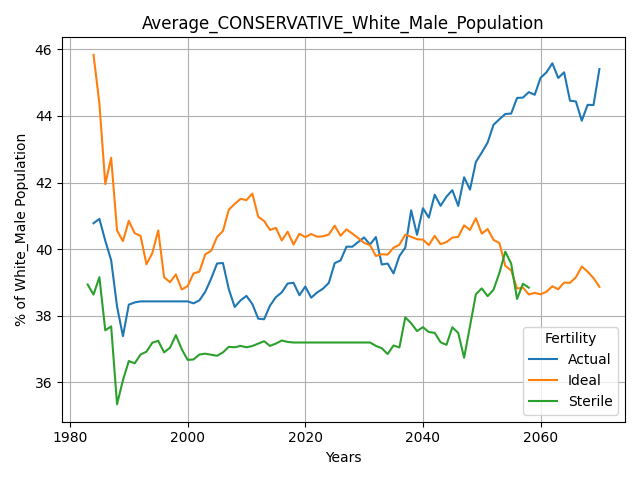 Average_CONSERVATIVE_White_Male_Population
% of White_Male Population
46
44
42
40
38
36
1980
2000
2020
2040
2060
Years
Fertility
Actual
Ideal
Sterile